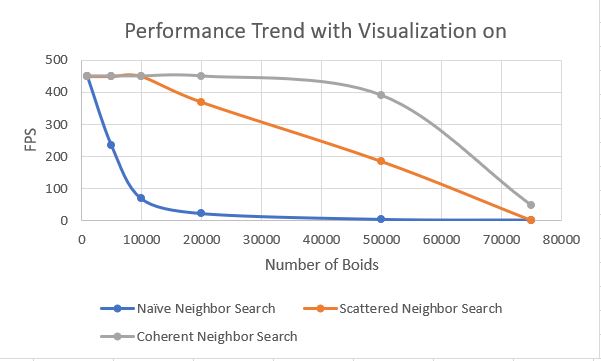 Performance Trend with Visualization on
500
400
300
200
100
0
FPS
0 10000 20000 30000 40000 50000 60000 70000 80000
Number of Boids
Naïve Neighbor Search Scattered Neighbor Search
Coherent Neighbor Search